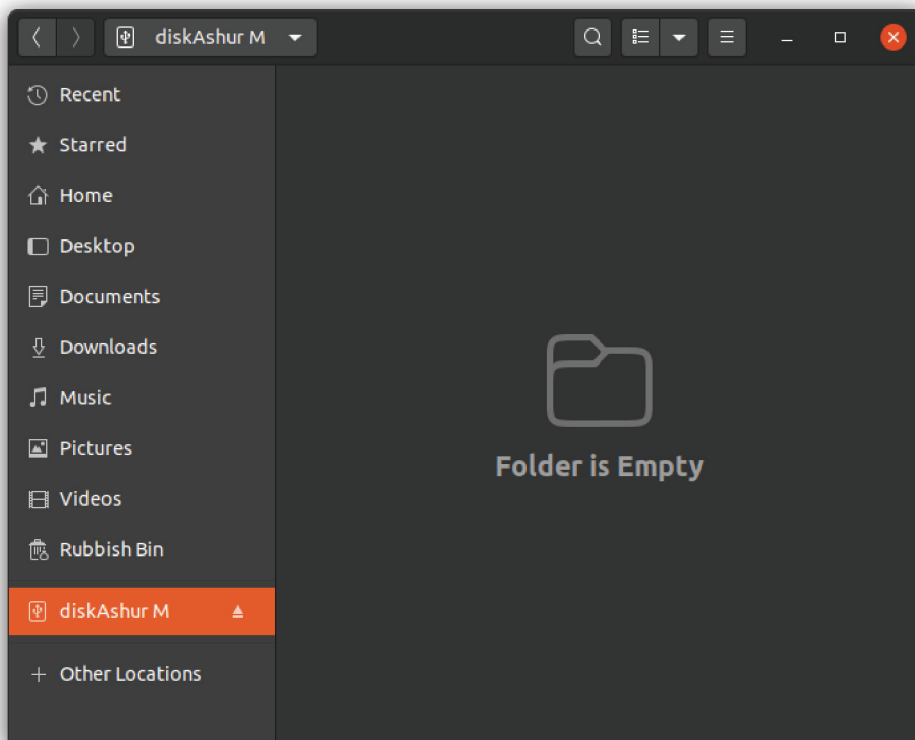 diskAshur M
Recent
Starred
Home
Desktop
Documents
Downloads
Music
Pictures
Videos
Rubbish Bin
diskAshur M
Other Locations
Folder is Empty